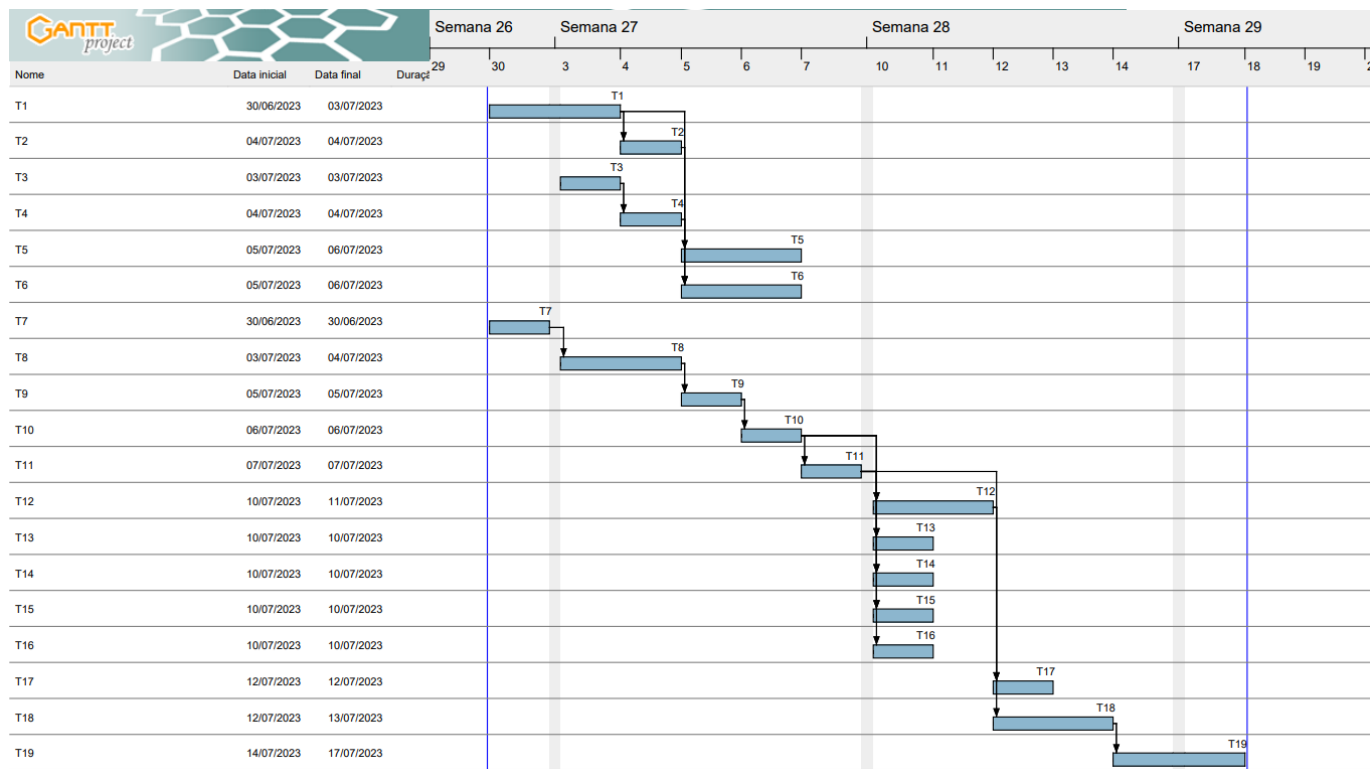 GANTT project
Semana 26 Semana 27 Semana 28 Semana 29
Nome Data inicial Data final Duraçã
29 30 3 4 5 6 7 10 11 12 13 14 17 18 19 2
T1 30/06/2023 03/07/2023 T1
T2 04/07/2023 04/07/2023 T2
T3 03/07/2023 03/07/2023 T3
T4 04/07/2023 04/07/2023 T4
T5 05/07/2023 06/07/2023 T5
T6 05/07/2023 06/07/2023 T6
T7 30/06/2023 30/06/2023 T7
T8 03/07/2023 04/07/2023 T8
T9 05/07/2023 05/07/2023 T9
T10 06/07/2023 06/07/2023 T10
T11 07/07/2023 07/07/2023 T11
T12 10/07/2023 11/07/2023 T12
T13 10/07/2023 10/07/2023 T13
T14 10/07/2023 10/07/2023 T14
T15 10/07/2023 10/07/2023 T15
T16 10/07/2023 10/07/2023 T16
T17 12/07/2023 12/07/2023 T17
T18 12/07/2023 13/07/2023 T18
T19 14/07/2023 17/07/2023 T19